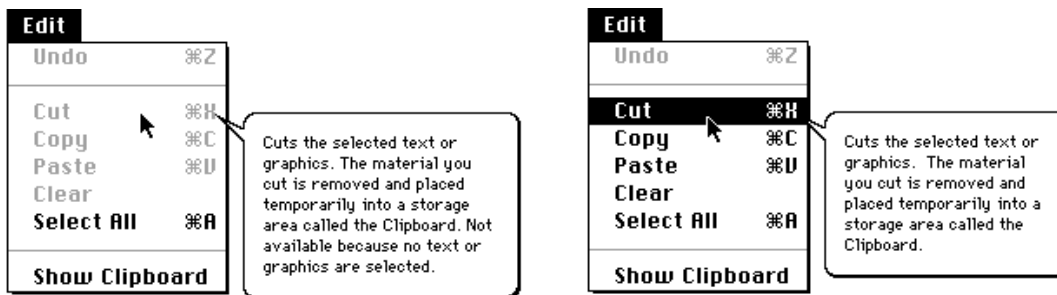 Edit
Undo ⌘Z
Cut ⌘X
Copy ⌘C
Paste ⌘V
Clear
Select All ⌘A
Show Clipboard
Cuts the selected text or
graphics. The material you
cut is removed and placed
temporarily into a storage
area called the Clipboard. Not
available because no text or
graphics are selected.
Edit
Undo ⌘Z
Cut ⌘X
Copy ⌘C
Paste ⌘V
Clear
Select All ⌘A
Show Clipboard
Cuts the selected text or
graphics. The material
you cut is removed and
placed temporarily into a
storage area called the
Clipboard.